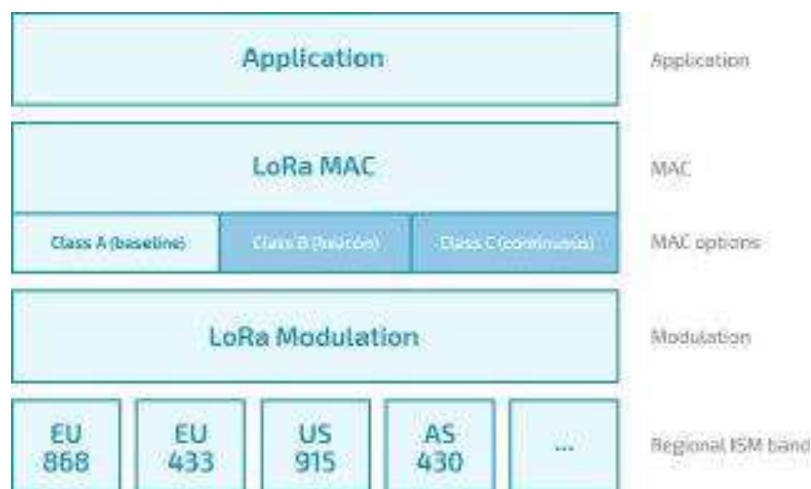 Application
Application
LoRa MAC
MAC
Class A (baseline) Class B (beacon) Class C (continuous)
MAC options
LoRa Modulation
Modulation
EU 868
EU 433
US 915
AS 430
...
Regional ISM band